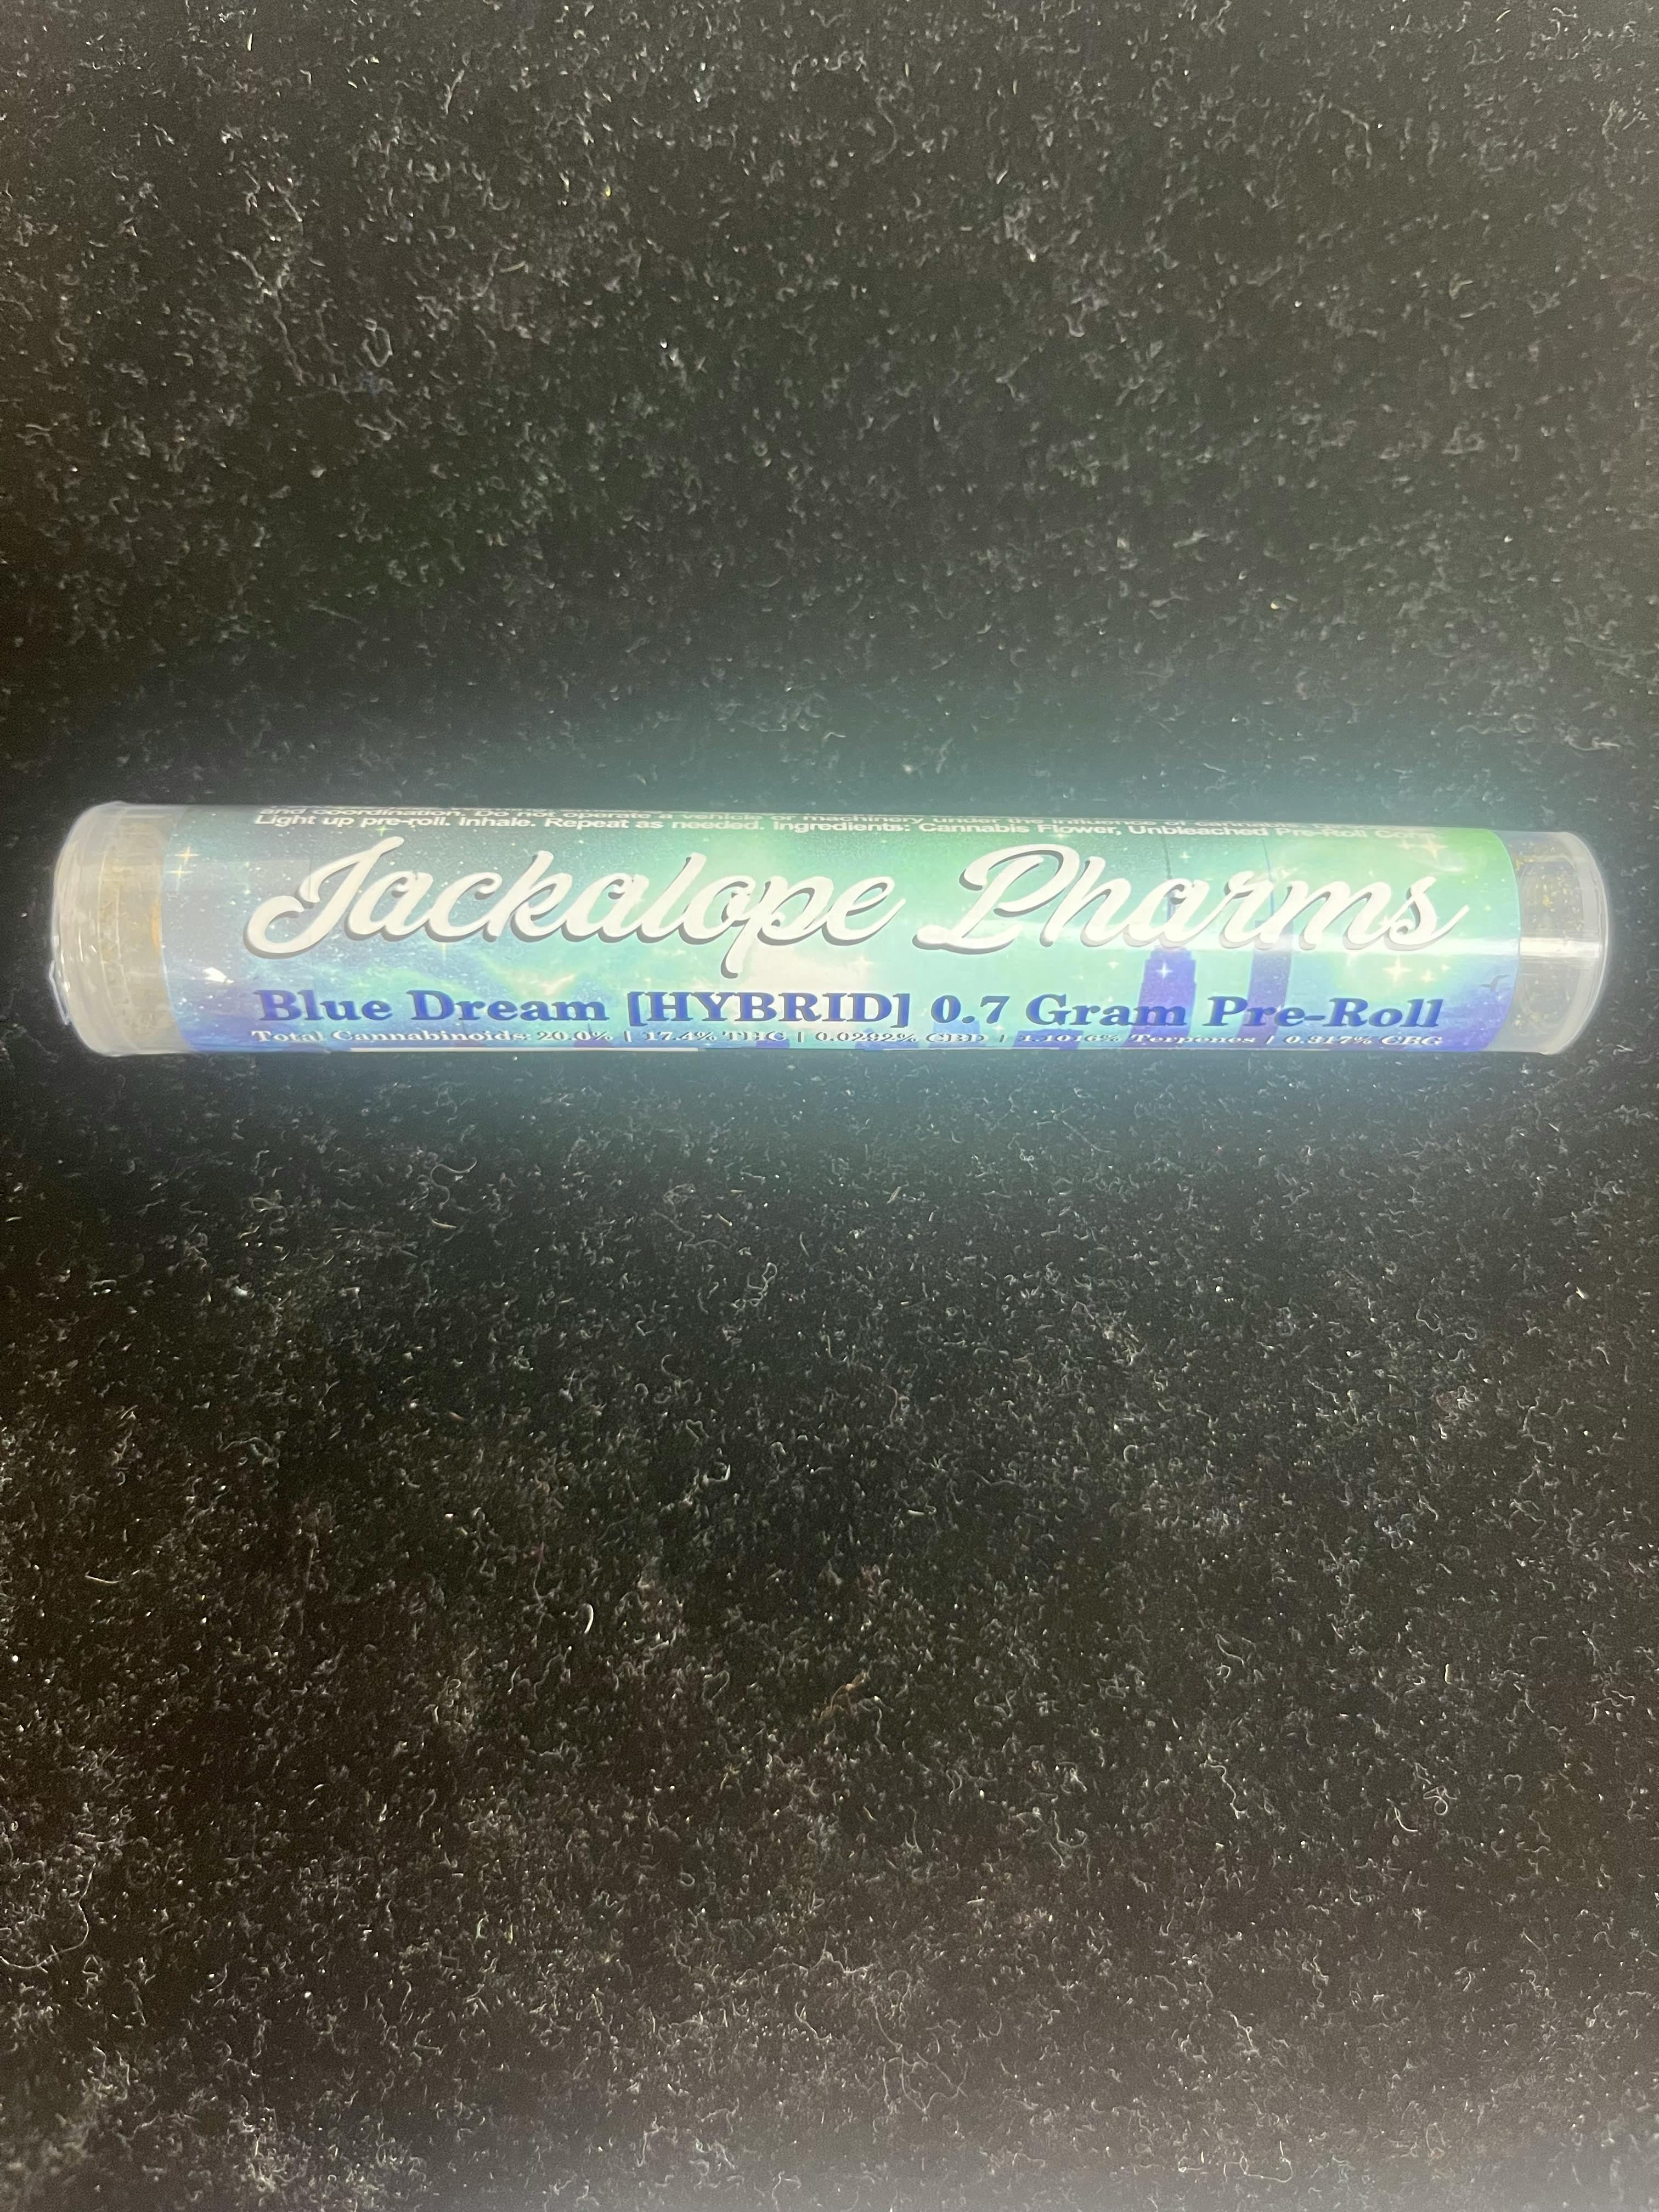 and coordination. Do not operate a vehicle or machinery under the influence of cannabis.
Light up pre-roll. Inhale. Repeat as needed. Ingredients: Cannabis Flower, Unbleached Pre-Roll
Jackalope Pharms
Blue Dream [HYBRID] 0.7 Gram Pre-Roll
Total Cannabinoids: 20.0% | 17.4% THC | 0.0292% CBD | 1.1016% Terpenes | 0.317% CBG